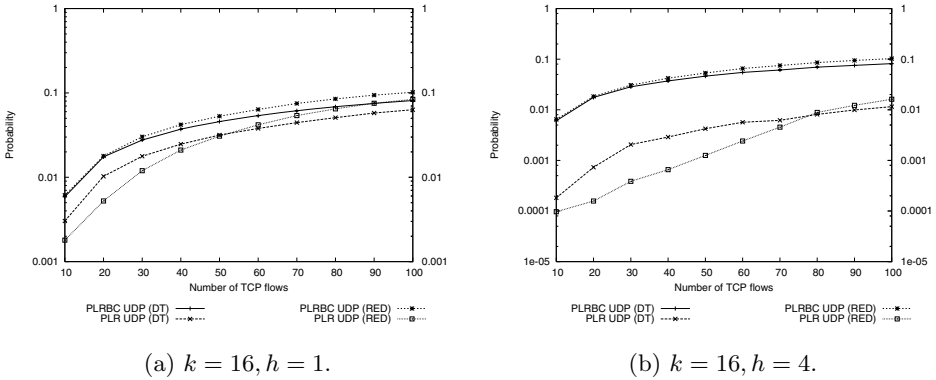 1 1
0.1 0.1
0.01 0.01
0.001 0.001
Probability
10 20 30 40 50 60 70 80 90 100
Number of TCP flows
PLRBC UDP (DT) PLRBC UDP (RED)
PLR UDP (DT) PLR UDP (RED)
(a) k = 16, h = 1.
1 1
0.1 0.1
0.01 0.01
0.001 0.001
0.0001 0.0001
1e-05 1e-05
Probability
10 20 30 40 50 60 70 80 90 100
Number of TCP flows
PLRBC UDP (DT) PLRBC UDP (RED)
PLR UDP (DT) PLR UDP (RED)
(b) k = 16, h = 4.